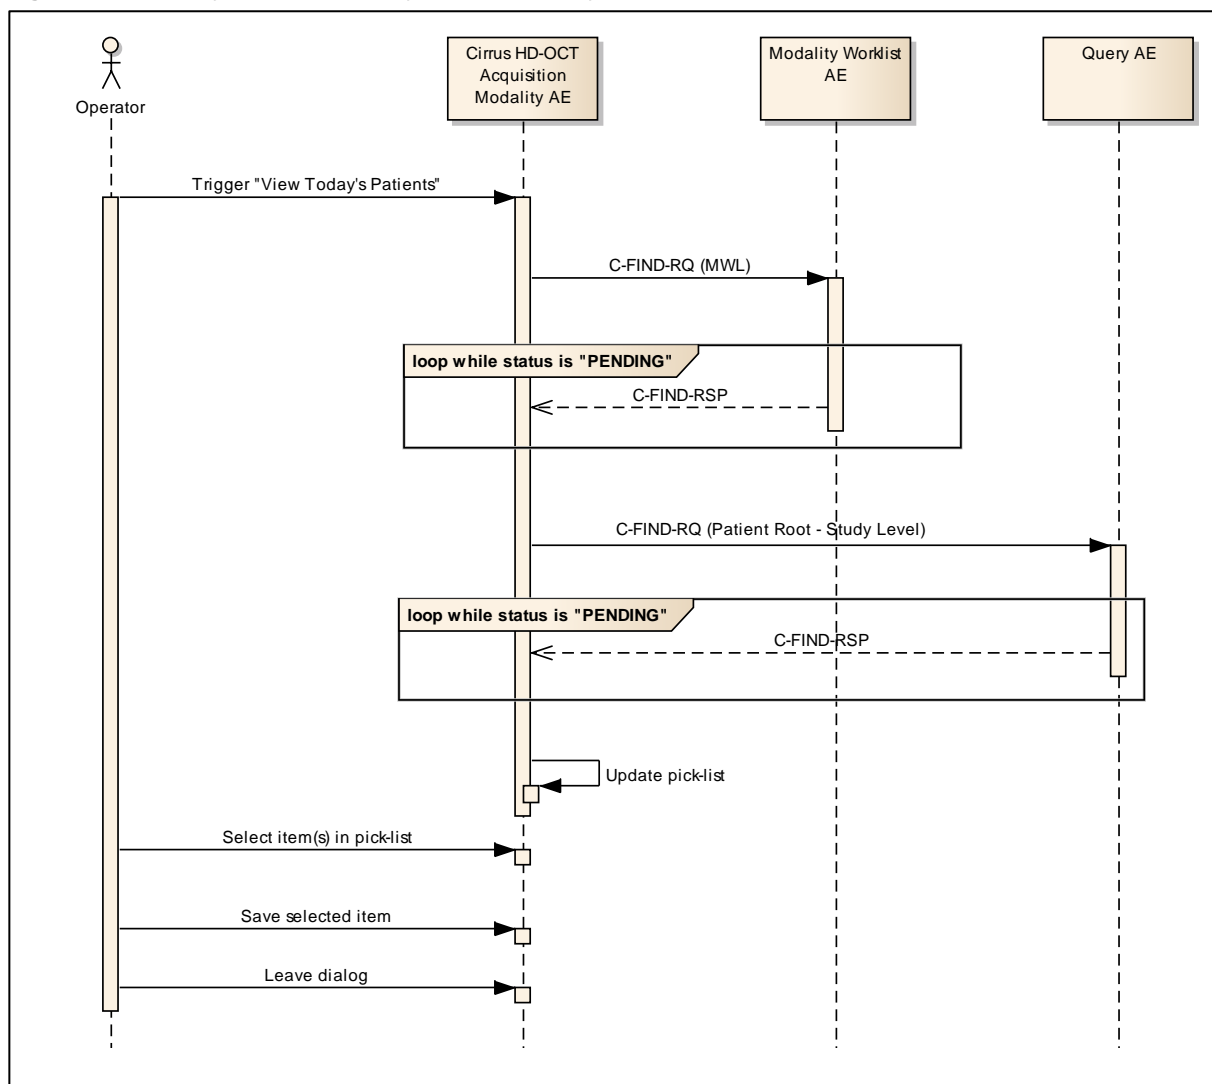 Operator
Cirrus HD-OCT
Acquisition
Modality AE
Modality Worklist
AE
Query AE
Trigger "View Today's Patients"
C-FIND-RQ (MWL)
loop while status is "PENDING"
C-FIND-RSP
C-FIND-RQ (Patient Root - Study Level)
loop while status is "PENDING"
C-FIND-RSP
Update pick-list
Select item(s) in pick-list
Save selected item
Leave dialog